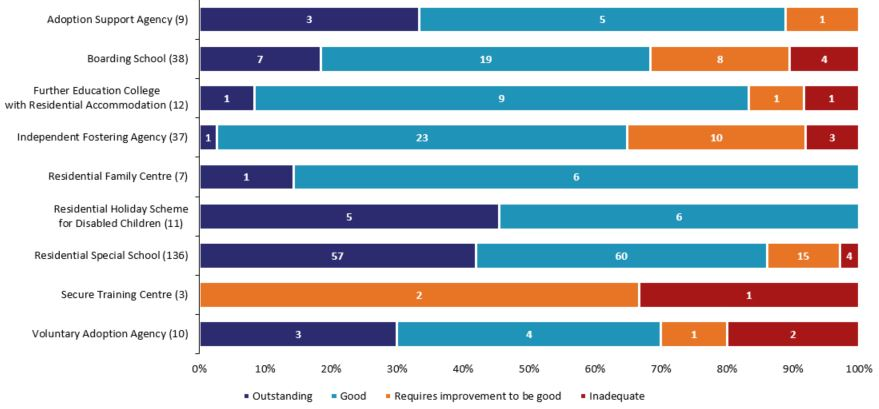 Adoption Support Agency (9)
3 5 1
Boarding School (38)
7 19 8 4
Further Education College
with Residential Accommodation (12)
1 9 1 1
Independent Fostering Agency (37)
1 23 10 3
Residential Family Centre (7)
1 6
Residential Holiday Scheme
for Disabled Children (11)
5 6
Residential Special School (136)
57 60 15 4
Secure Training Centre (3)
2 1
Voluntary Adoption Agency (10)
3 4 1 2
0% 10% 20% 30% 40% 50% 60% 70% 80% 90% 100%
Outstanding Good Requires improvement to be good Inadequate